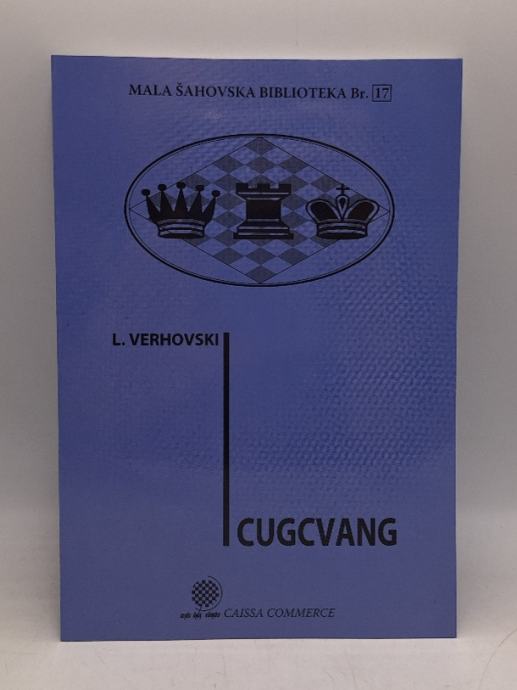 MALA ŠAHOVSKA BIBLIOTEKA Br. 17
L. VERHOVSKI
CUGCVANG
CAISSA COMMERCE